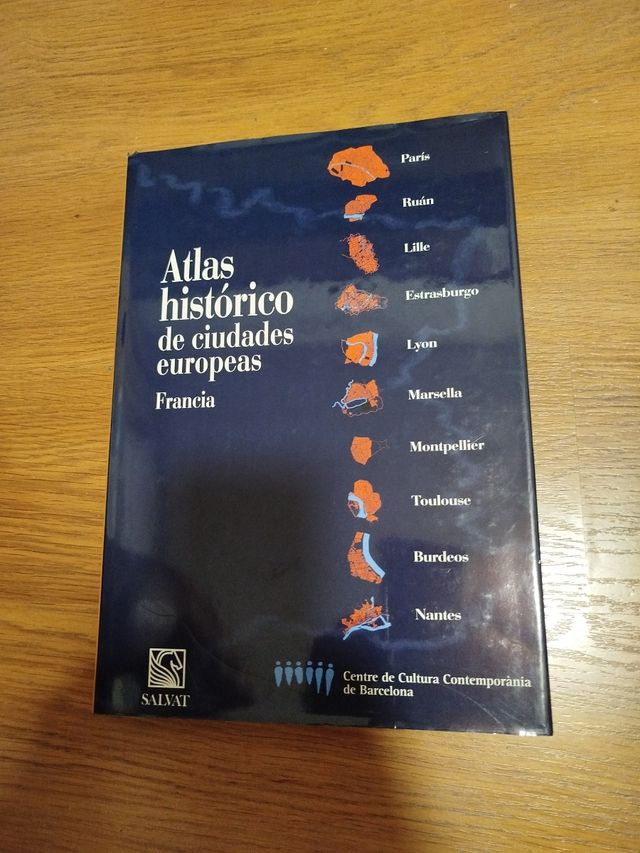 Atlas
histórico
de ciudades
europeas
Francia
París
Ruán
Lille
Estrasburgo
Lyon
Marsella
Montpellier
Toulouse
Burdeos
Nantes
SALVAT
Centre de Cultura Contemporània
de Barcelona